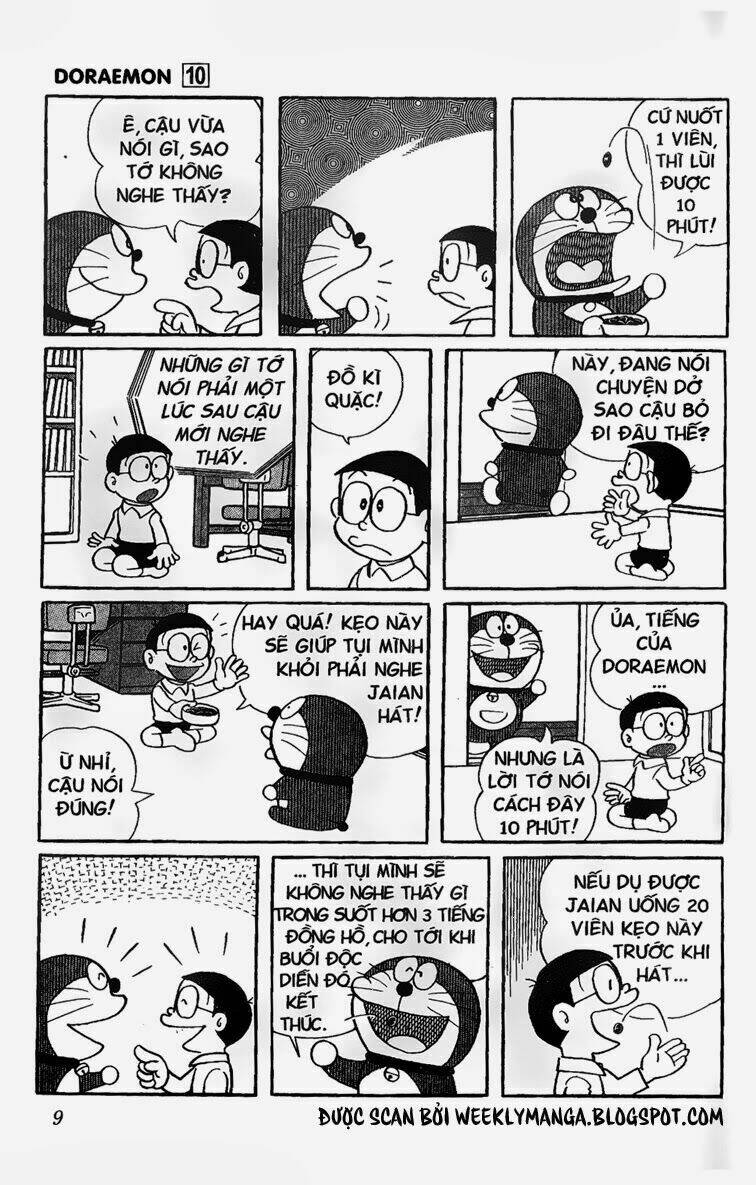 DORAEMON 10
CỨ NUỐT
1 VIÊN,
THÌ LÙI
ĐƯỢC
10
PHÚT!
Ê, CẬU VỪA
NÓI GÌ, SAO
TỚ KHÔNG
NGHE THẤY?
NÀY, ĐANG NÓI
CHUYỆN DỞ
SAO CẬU BỎ
ĐI ĐÂU THẾ?
ĐỒ KÌ
QUẶC!
NHỮNG GÌ TỚ
NÓI PHẢI MỘT
LÚC SAU CẬU
MỚI NGHE
THẤY.
ỦA, TIẾNG
CỦA
DORAEMON
...
NHƯNG LÀ
LỜI TỚ NÓI
CÁCH ĐÂY
10 PHÚT!
HAY QUÁ! KẸO NÀY
SẼ GIÚP TỤI MÌNH
KHỎI PHẢI NGHE
JAIAN
HÁT!
Ừ NHỈ,
CẬU NÓI
ĐÚNG!
NẾU DỤ ĐƯỢC
JAIAN UỐNG 20
VIÊN KẸO NÀY
TRƯỚC KHI
HÁT...
... THÌ TỤI MÌNH SẼ
KHÔNG NGHE THẤY GÌ
TRONG SUỐT HƠN 3 TIẾNG
ĐỒNG HỒ, CHO TỚI KHI
BUỔI ĐỘC
DIỄN ĐÓ
KẾT
THÚC.
9
ĐƯỢC SCAN BỞI WEEKLYMANGA.BLOGSPOT.COM